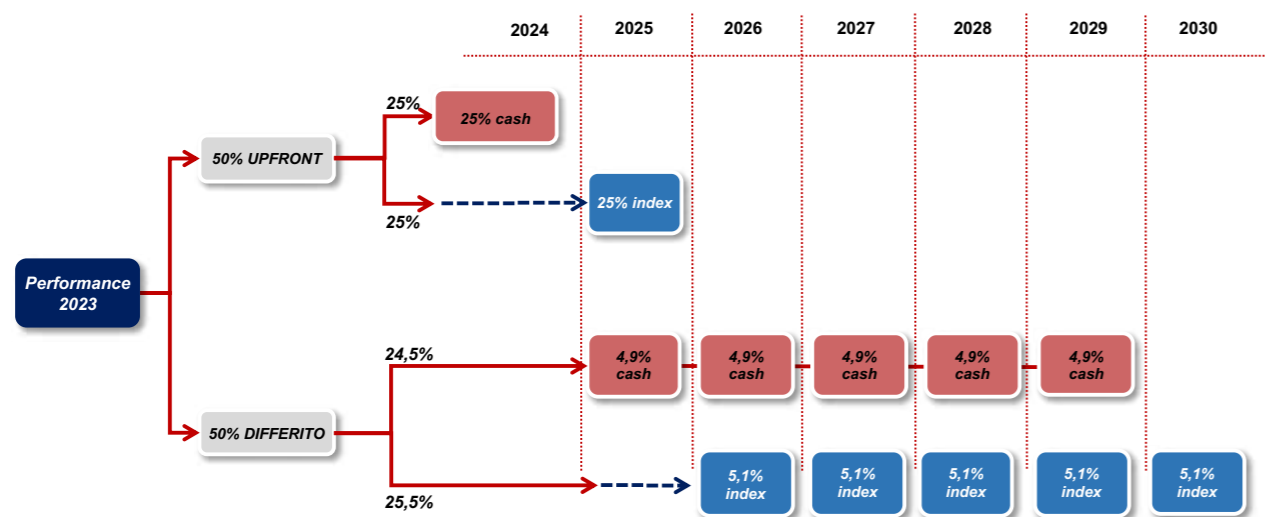 2024 2025 2026 2027 2028 2029 2030
25%
25% cash
50% UPFRONT
25% index
25%
Performance
2023
24,5%
4,9% 4,9% 4,9% 4,9% 4,9%
cash cash cash cash cash
50% DIFFERITO
5,1% 5,1% 5,1% 5,1% 5,1%
index index index index index
25,5%